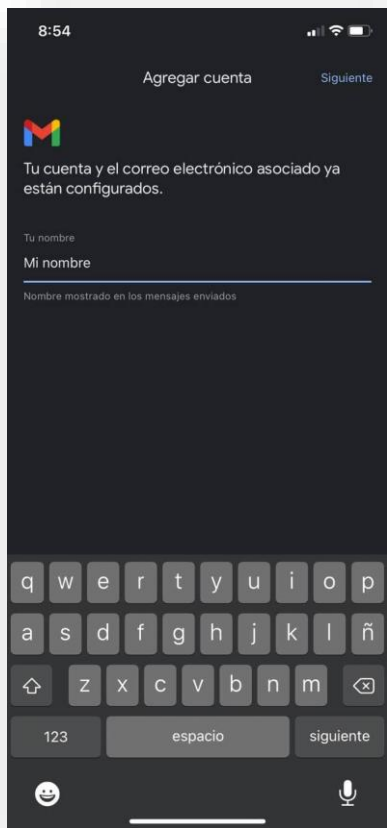 8:54
Agregar cuenta
Siguiente
Tu cuenta y el correo electrónico asociado ya
están configurados.
Tu nombre
Mi nombre
Nombre mostrado en los mensajes enviados
q w e r t y u i o p
a s d f g h j k l ñ
z x c v b n m
123 espacio siguiente